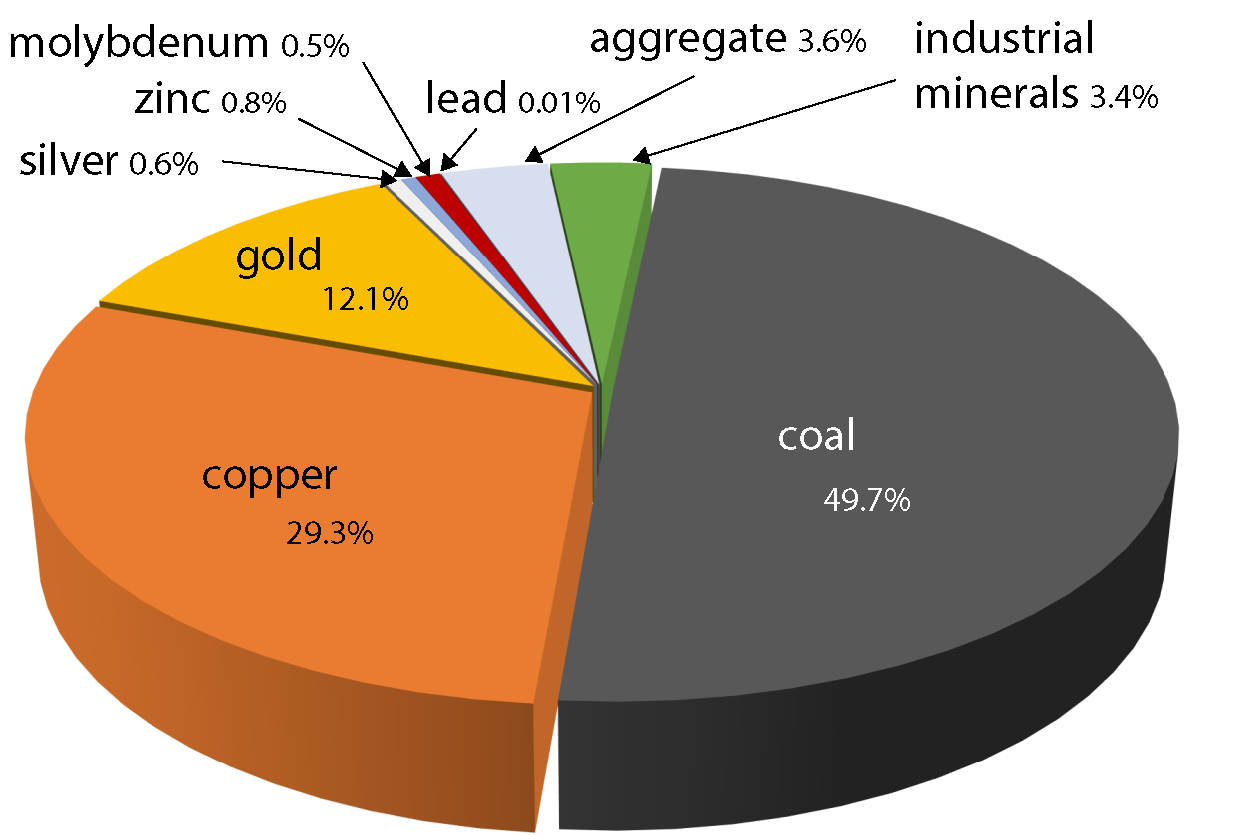 molybdenum 0.5%
zinc 0.8%
silver 0.6%
lead 0.01%
aggregate 3.6%
industrial
minerals 3.4%
gold
12.1%
copper
29.3%
coal
49.7%